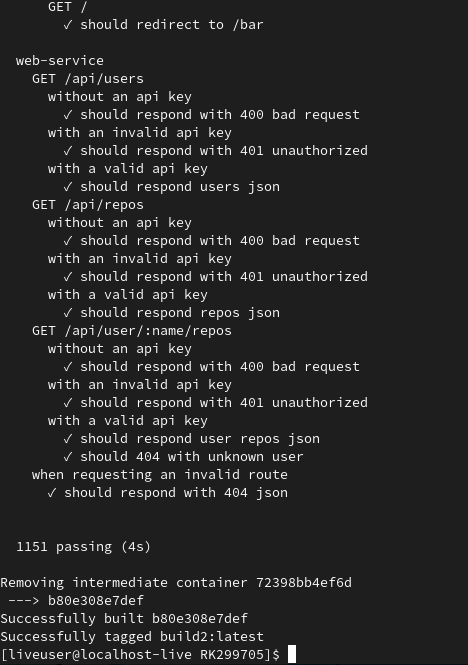 GET /
✓ should redirect to /bar
web-service
GET /api/users
without an api key
✓ should respond with 400 bad request
with an invalid api key
✓ should respond with 401 unauthorized
with a valid api key
✓ should respond users json
GET /api/repos
without an api key
✓ should respond with 400 bad request
with an invalid api key
✓ should respond with 401 unauthorized
with a valid api key
✓ should respond repos json
GET /api/user/:name/repos
without an api key
✓ should respond with 400 bad request
with an invalid api key
✓ should respond with 401 unauthorized
with a valid api key
✓ should respond user repos json
✓ should 404 with unknown user
when requesting an invalid route
✓ should respond with 404 json
1151 passing (4s)
Removing intermediate container 72398bb4ef6d
---> b80e308e7def
Successfully built b80e308e7def
Successfully tagged build2:latest
[liveuser@localhost-live RK299705]$